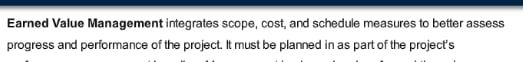 Earned Value Management integrates scope, cost, and schedule measures to better assess
progress and performance of the project. It must be planned in as part of the project's